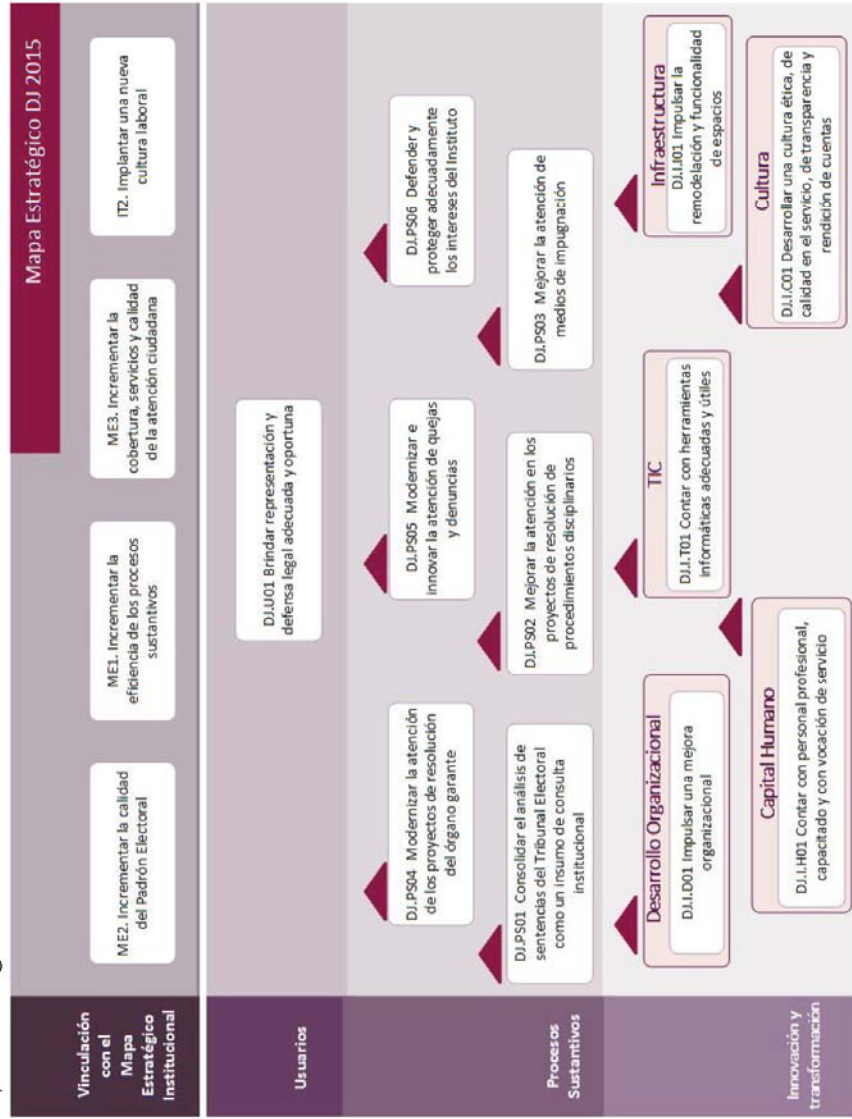 Mapa Estratégico DJ 2015
Vinculación
con el
Mapa
Estratégico
Institucional
ME2. Incrementar la calidad
del Padrón Electoral
ME1. Incrementar la
eficiencia de los procesos
sustantivos
ME3. Incrementar la
cobertura, servicios y calidad
de la atención ciudadana
IT2. Implantar una nueva
cultura laboral
Usuarios
DJ.U01 Brindar representación y
defensa legal adecuada y oportuna
Procesos
Sustantivos
DJ.PS04 Modernizar la atención
de los proyectos de resolución
del órgano garante
DJ.PS05 Modernizar e
innovar la atención de quejas
y denuncias
DJ.PS06 Defender y
proteger adecuadamente
los intereses del Instituto
DJ.PS01 Consolidar el análisis de
sentencias del Tribunal Electoral
como un insumo de consulta
institucional
DJ.PS02 Mejorar la atención en los
proyectos de resolución de
procedimientos disciplinarios
DJ.PS03 Mejorar la atención de
medios de impugnación
Innovación y
transformación
Desarrollo Organizacional
DJ.I.D01 Impulsar una mejora
organizacional
TIC
DJ.I.T01 Contar con herramientas
informáticas adecuadas y útiles
Infraestructura
DJ.I.I01 Impulsar la
remodelación y funcionalidad
de espacios
Capital Humano
DJ.I.H01 Contar con personal profesional,
capacitado y con vocación de servicio
Cultura
DJ.I.C01 Desarrollar una cultura ética, de
calidad en el servicio, de transparencia y
rendición de cuentas